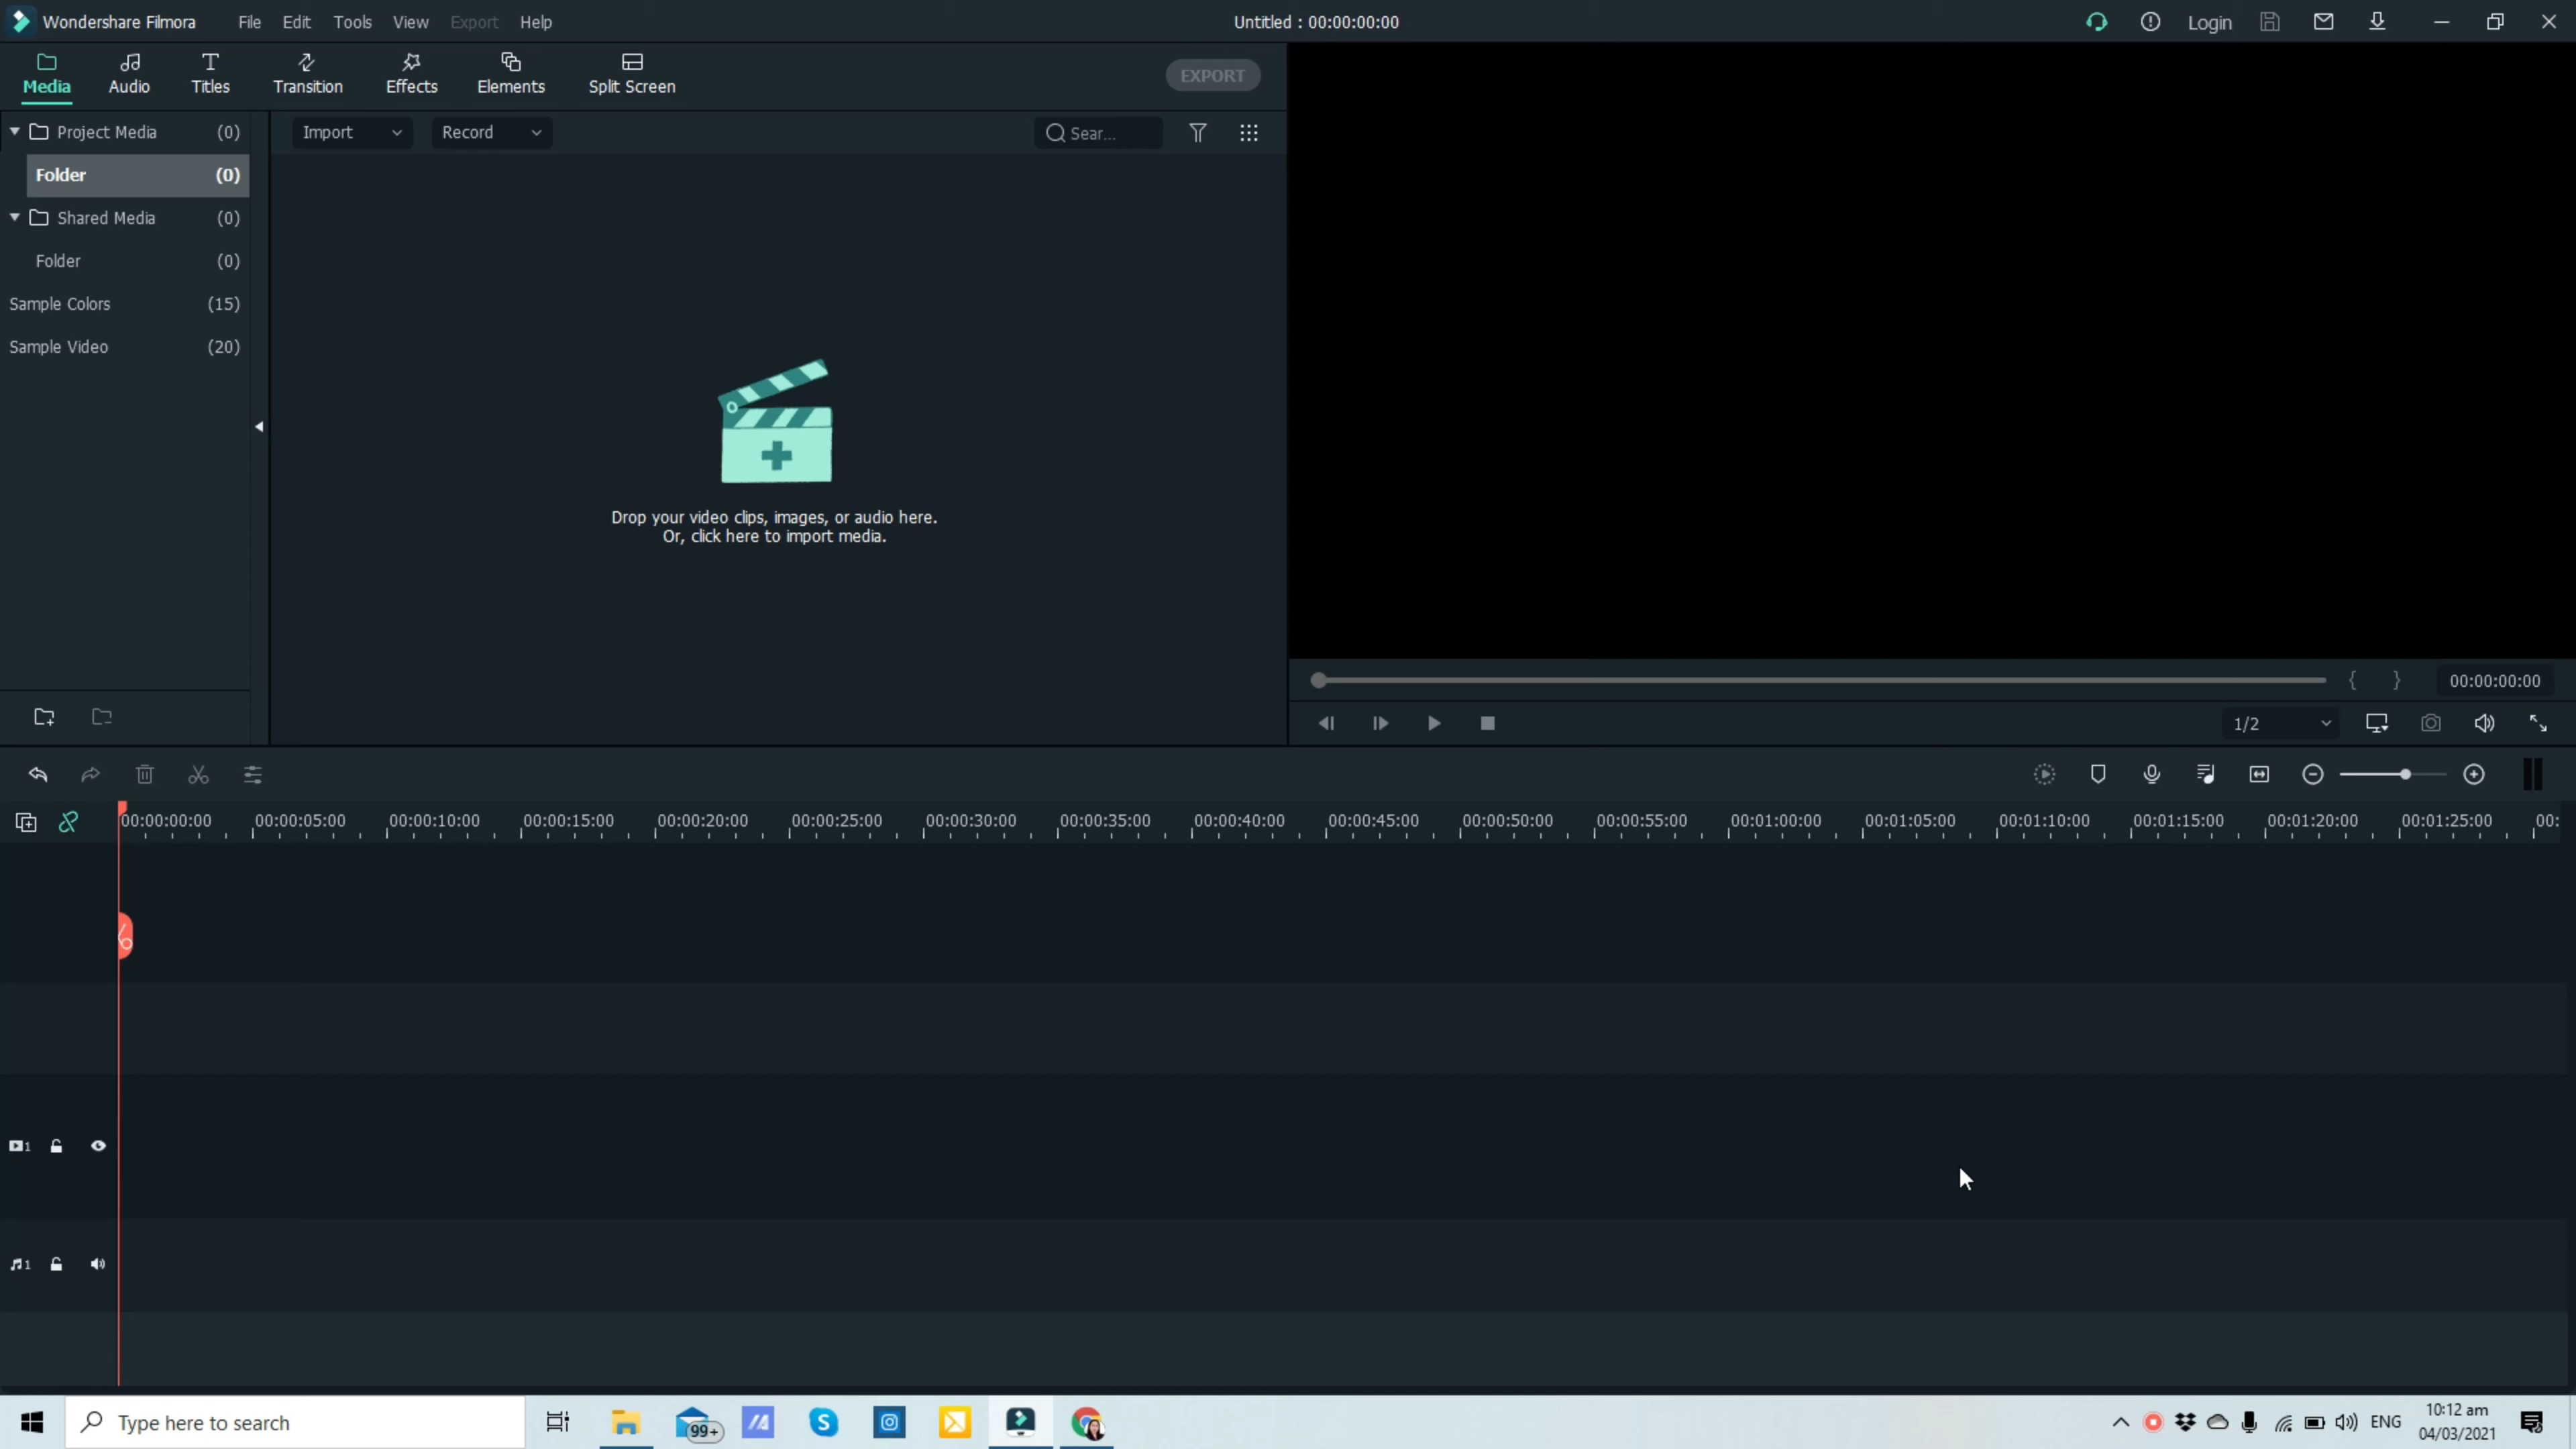 Wondershare Filmora File Edit Tools View Export Help Untitled : 00:00:00:00 Login
Media Audio Titles Transition Effects Elements Split Screen EXPORT
Project Media (0) Import Record Sear...
Folder (0)
Shared Media (0)
Folder (0)
Sample Colors (15)
Sample Video (20)
Drop your video clips, images, or audio here.
Or, click here to import media.
{ } 00:00:00:00
1/2
00:00:00:00 00:00:05:00 00:00:10:00 00:00:15:00 00:00:20:00 00:00:25:00 00:00:30:00 00:00:35:00 00:00:40:00 00:00:45:00 00:00:50:00 00:00:55:00 00:01:00:00 00:01:05:00 00:01:10:00 00:01:15:00 00:01:20:00 00:01:25:00 00:
1
1
Type here to search 99+ ENG 10:12 am
04/03/2021